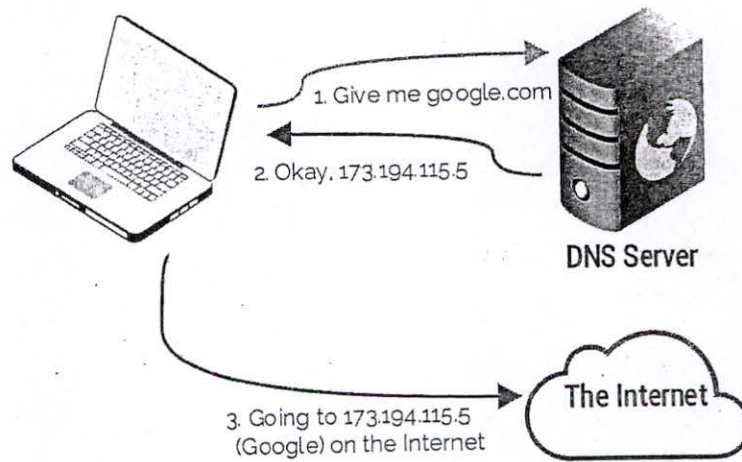 1. Give me google.com
2. Okay, 173.194.115.5
DNS Server
The Internet
3. Going to 173.194.115.5
(Google) on the Internet